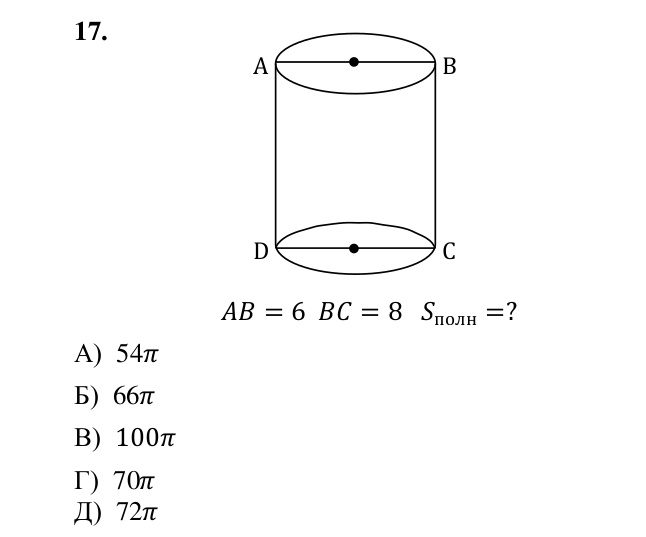 17.
A B
D C
AB = 6 BC = 8 Sполн =?
А) 54π
Б) 66π
В) 100π
Г) 70π
Д) 72π